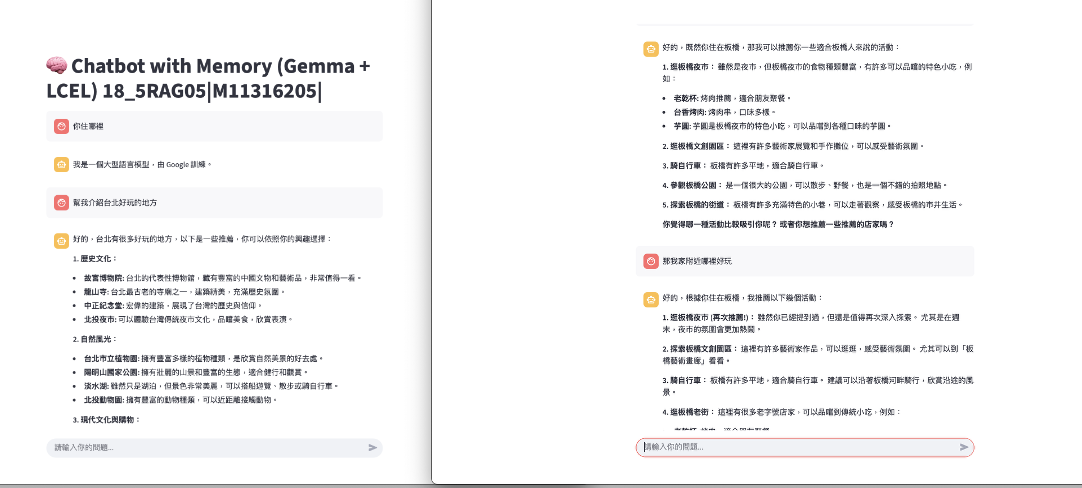 🧠 Chatbot with Memory (Gemma +
LCEL) 18_5RAG05|M11316205|
你住哪裡
我是一個大型語言模型，由 Google 訓練。
幫我介紹台北好玩的地方
好的，台北有很多好玩的地方，以下是一些推薦，你可以依照你的興趣選擇：
1. 歷史文化：
• 故宮博物院: 台北的代表性博物館，藏有豐富的中國文物和藝術品，非常值得一看。
• 龍山寺: 台北最古老的寺廟之一，建築精美，充滿歷史氛圍。
• 中正紀念堂: 宏偉的建築，展現了台灣的歷史與信仰。
• 北投夜市: 可以體驗台灣傳統夜市文化，品嚐美食，欣賞表演。
2. 自然風光：
• 台北市立植物園: 擁有豐富多樣的植物種類，是欣賞自然美景的好去處。
• 陽明山國家公園: 擁有壯麗的山景和豐富的生態，適合健行和觀賞。
• 淡水湖: 雖然只是湖泊，但景色非常美麗，可以搭船遊覽、散步或騎自行車。
• 北投動物園: 擁有豐富的動物種類，可以近距離接觸動物。
3. 現代文化與購物：
請輸入你的問題...
好的，既然你住在板橋，那我可以推薦你一些適合板橋人來說的活動：
1. 逛板橋夜市： 雖然是夜市，但板橋夜市的食物種類豐富，有許多可以品嚐的特色小吃，例
如：
• 老乾杯: 烤肉推薦，適合朋友聚餐。
• 台香烤肉: 烤肉串，口味多樣。
• 芋圓: 芋圓是板橋夜市的特色小吃，可以品嚐到各種口味的芋圓。
2. 逛板橋文創園區： 這裡有許多藝術家展覽和手作攤位，可以感受藝術氛圍。
3. 騎自行車： 板橋有許多平地，適合騎自行車。
4. 參觀板橋公園： 是一個很大的公園，可以散步、野餐，也是一個不錯的拍照地點。
5. 探索板橋的街道： 板橋有許多充滿特色的小巷，可以走著觀察，感受板橋的市井生活。
你覺得哪一種活動比較吸引你呢？ 或者你想推薦一些推薦的店家嗎？
那我家附近哪裡好玩
好的，根據你住在板橋，我推薦以下幾個活動：
1. 逛板橋夜市 (再次推薦!)： 雖然你已經提到過，但還是值得再次深入探索。 尤其是在週
末，夜市的氛圍會更加熱鬧。
2. 探索板橋文創園區： 這裡有許多藝術家作品，可以逛逛，感受藝術氛圍。 尤其可以到「板
橋藝術畫廊」看看。
3. 騎自行車： 板橋有許多平地，適合騎自行車。 建議可以沿著板橋河畔騎行，欣賞沿途的風
景。
4. 逛板橋老街： 這裡有很多老字號店家，可以品嚐到傳統小吃，例如：
請輸入你的問題...